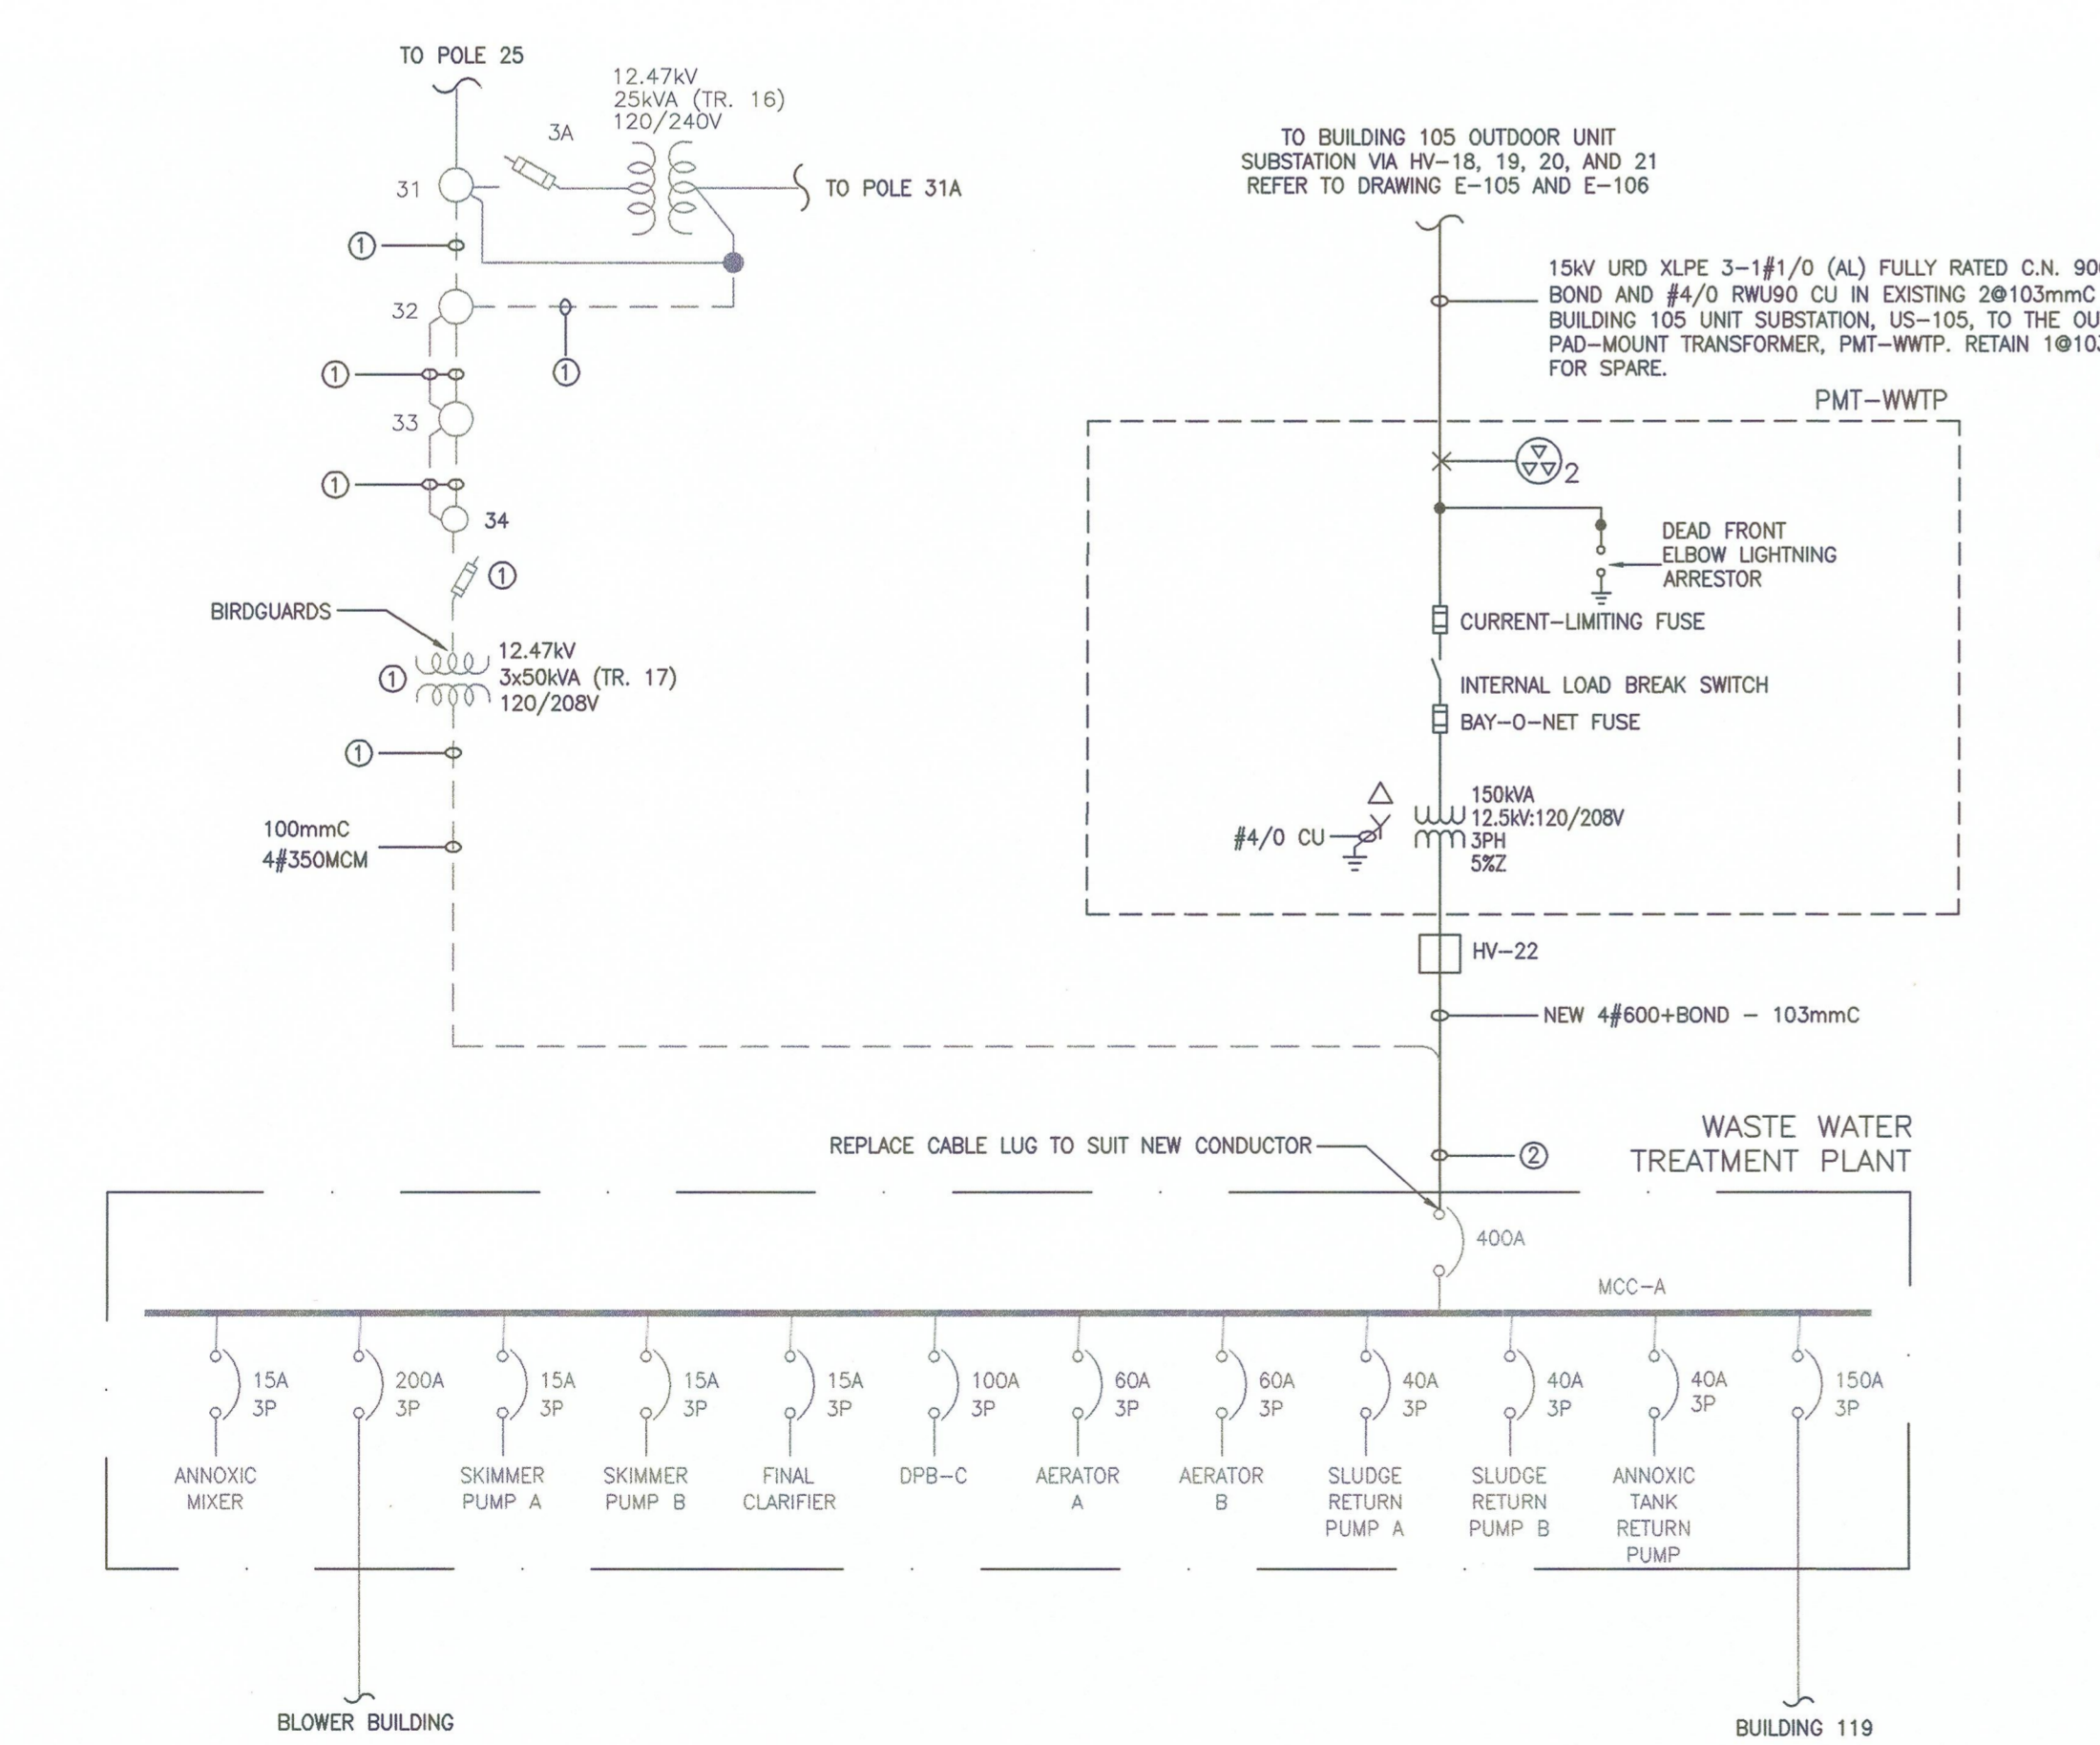 TO POLE 25
12.47kV
25kVA (TR. 16)
120/240V
3A
31
TO POLE 31A
1
32
1
1
33
1
34
1
BIRDGUARDS
12.47kV
3x50kVA (TR. 17)
120/208V
1
1
100mmC
4#350MCM
TO BUILDING 105 OUTDOOR UNIT
SUBSTATION VIA HV-18, 19, 20, AND 21
REFER TO DRAWING E-105 AND E-106
15kV URD XLPE 3-1#1/0 (AL) FULLY RATED C.N.
BOND AND #4/0 RWU90 CU IN EXISTING 2@103mmC
BUILDING 105 UNIT SUBSTATION, US-105, TO THE
PAD-MOUNT TRANSFORMER, PMT-WWTP. RETAIN
FOR SPARE.
PMT-WWTP
2
DEAD FRONT
ELBOW LIGHTNING
ARRESTOR
CURRENT-LIMITING FUSE
INTERNAL LOAD BREAK SWITCH
BAY-O-NET FUSE
150kVA
12.5kV:120/208V
3PH
5%Z
#4/0 CU
HV-22
NEW 4#600+BOND - 103mmC
REPLACE CABLE LUG TO SUIT NEW CONDUCTOR
2
WASTE WATER
TREATMENT PLANT
400A
MCC-A
15A
3P
200A
3P
15A
3P
15A
3P
15A
3P
100A
3P
60A
3P
60A
3P
40A
3P
40A
3P
40A
3P
150A
3P
ANNOXIC
MIXER
SKIMMER
PUMP A
SKIMMER
PUMP B
FINAL
CLARIFIER
DPB-C
AERATOR
A
AERATOR
B
SLUDGE
RETURN
PUMP A
SLUDGE
RETURN
PUMP B
ANNOXIC
TANK
RETURN
PUMP
BLOWER BUILDING
BUILDING 119